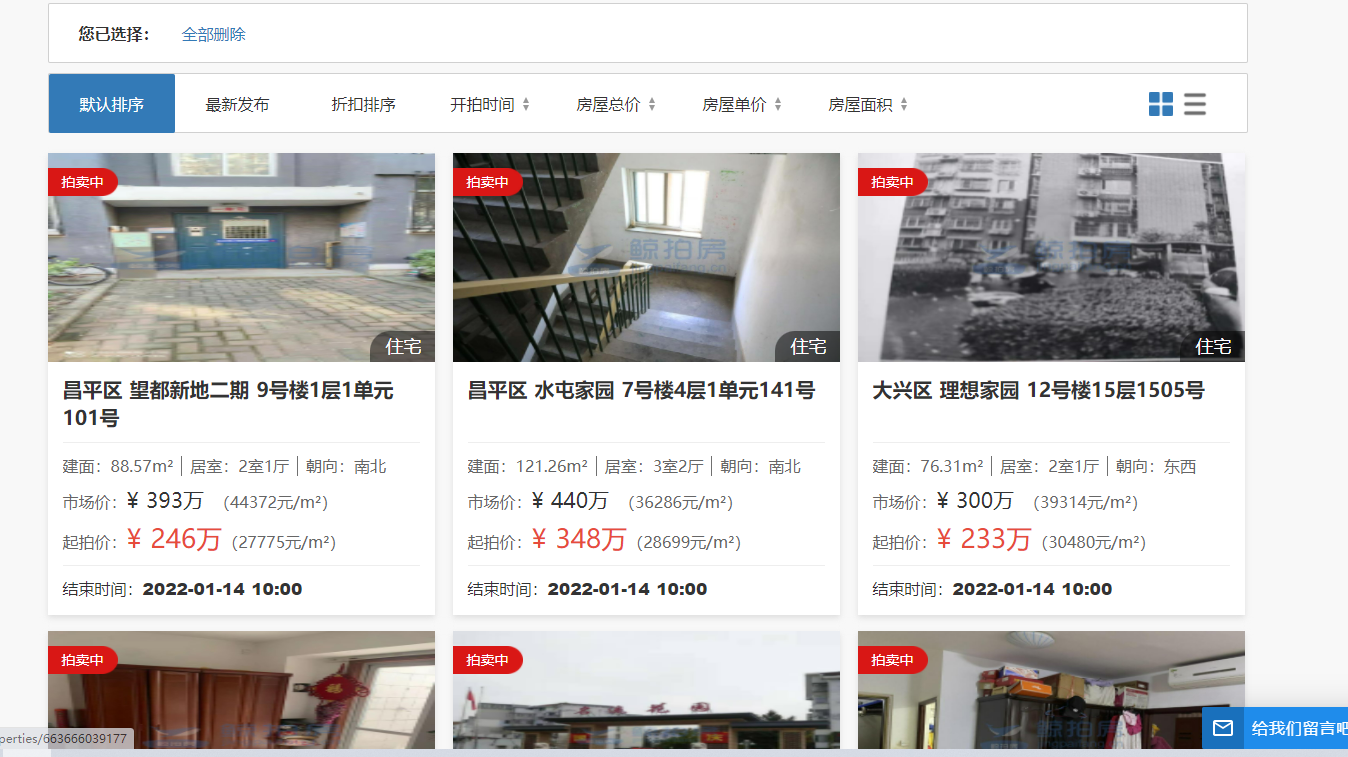 您已选择： 全部删除
默认排序 最新发布 折扣排序 开拍时间 房屋总价 房屋单价 房屋面积
拍卖中 拍卖中 拍卖中
鲸拍房 鲸拍房
住宅 住宅 住宅
昌平区 望都新地二期 9号楼1层1单元
101号
建面：88.57m² 居室：2室1厅 朝向：南北
市场价：¥ 393万 （44372元/m²）
起拍价：¥ 246万（27775元/m²）
结束时间：2022-01-14 10:00
昌平区 水屯家园 7号楼4层1单元141号
建面：121.26m² 居室：3室2厅 朝向：南北
市场价：¥ 440万 （36286元/m²）
起拍价：¥ 348万（28699元/m²）
结束时间：2022-01-14 10:00
大兴区 理想家园 12号楼15层1505号
建面：76.31m² 居室：2室1厅 朝向：东西
市场价：¥ 300万 （39314元/m²）
起拍价：¥ 233万（30480元/m²）
结束时间：2022-01-14 10:00
拍卖中 拍卖中 拍卖中
福
perties/663666039177
给我们留言吧